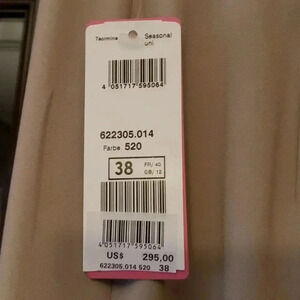 Taormina Seasonal
uni
4 051717 595064
622305.014
Farbe 520
38 FR/ 40
GB/ 12
4 051717 595064
US$ 295,00
622305.014 520 38